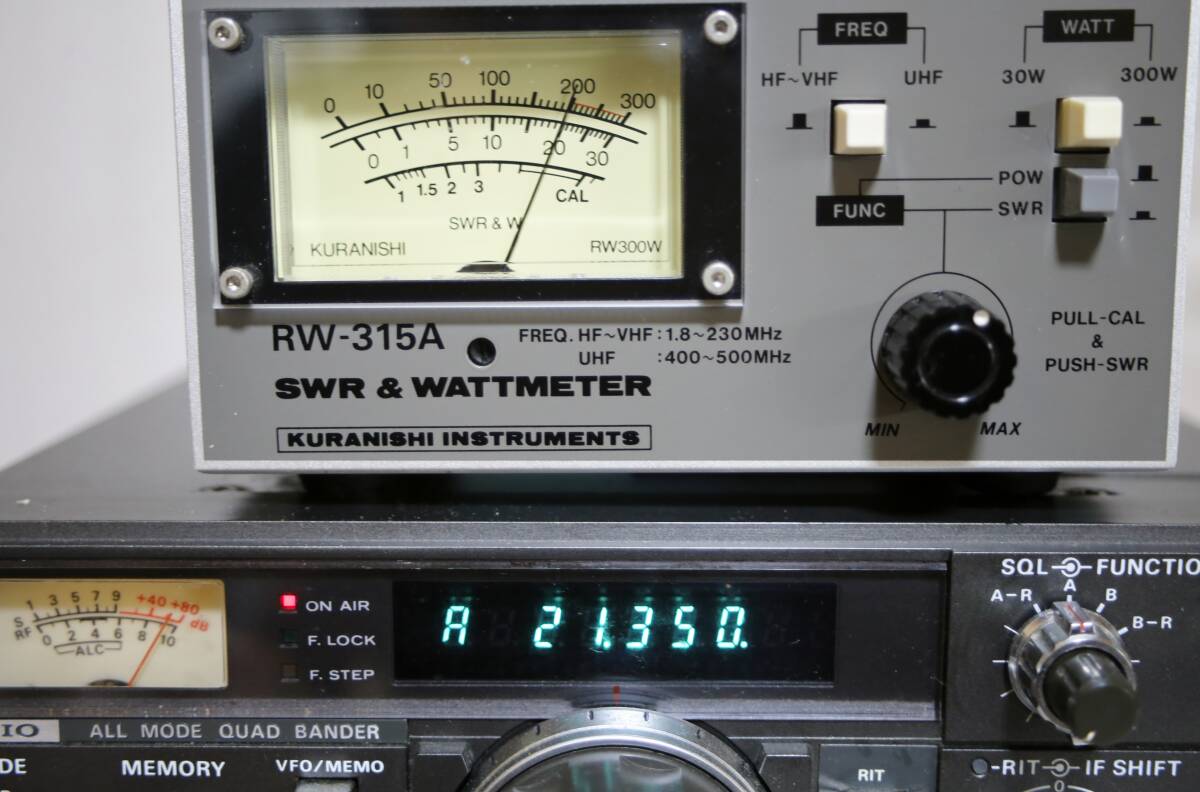 0 10 50 100 200 300
0 1 5 10 20 30
1 1.5 2 3 CAL
SWR & W
KURANISHI RW300W
FREQ
HF~VHF UHF
WATT
30W 300W
POW
FUNC SWR
PULL-CAL
&
PUSH-SWR
MIN MAX
RW-315A
FREQ. HF~VHF : 1.8~230MHz
UHF : 400~500MHz
SWR & WATTMETER
KURANISHI INSTRUMENTS
S 1 3 5 7 9 +40 +80 dB
RF 0 2 4 6 8 10
ALC
ON AIR
F. LOCK
F. STEP
A 21.350.
SQL FUNCTIO
A-R A B B-R
IO
ALL MODE QUAD BANDER
DE MEMORY VFO/MEMO
RIT
-RIT IF SHIFT
0